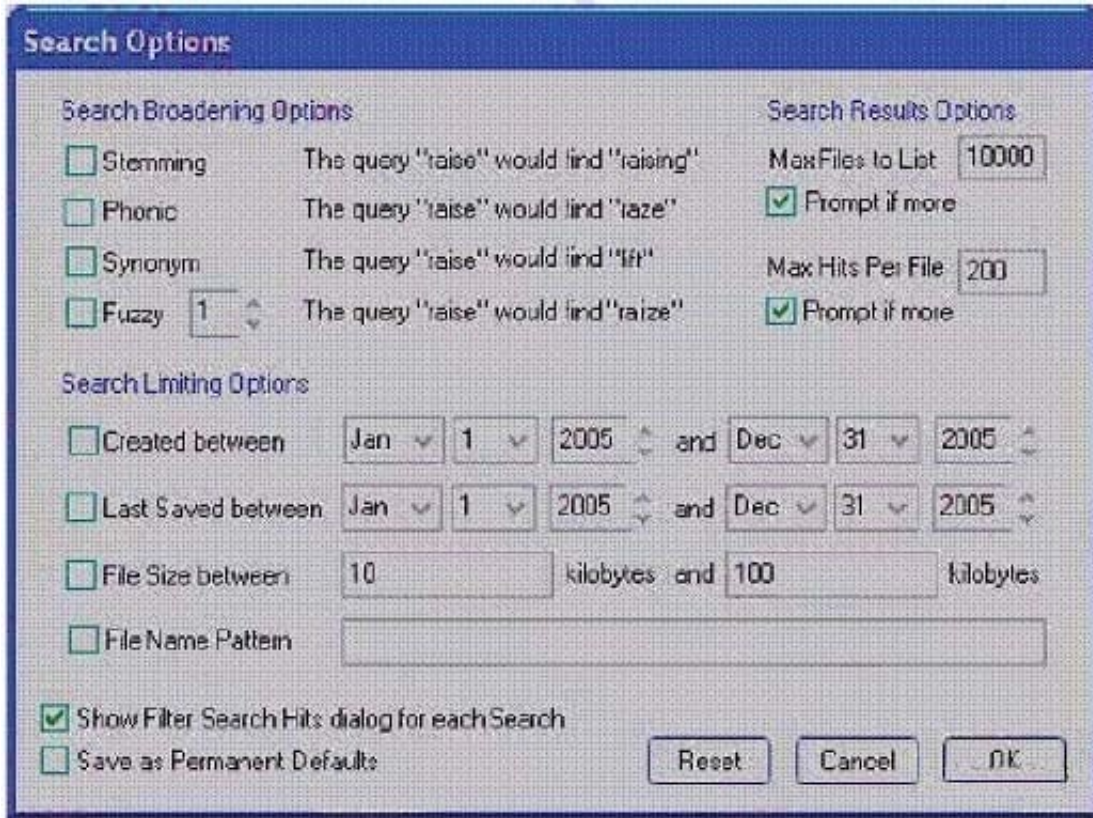 Search Options
Search Broadening Options
Stemming The query "raise" would find "raising"
Phonic The query "raise" would find "raze"
Synonym The query "raise" would find "lift"
Fuzzy 1 The query "raise" would find "raize"
Search Results Options
Max Files to List 10000
Prompt if more
Max Hits Per File 200
Prompt if more
Search Limiting Options
Created between Jan 1 2005 and Dec 31 2005
Last Saved between Jan 1 2005 and Dec 31 2005
File Size between 10 kilobytes and 100 kilobytes
File Name Pattern
Show Filter Search Hits dialog for each Search
Save as Permanent Defaults
Reset Cancel OK